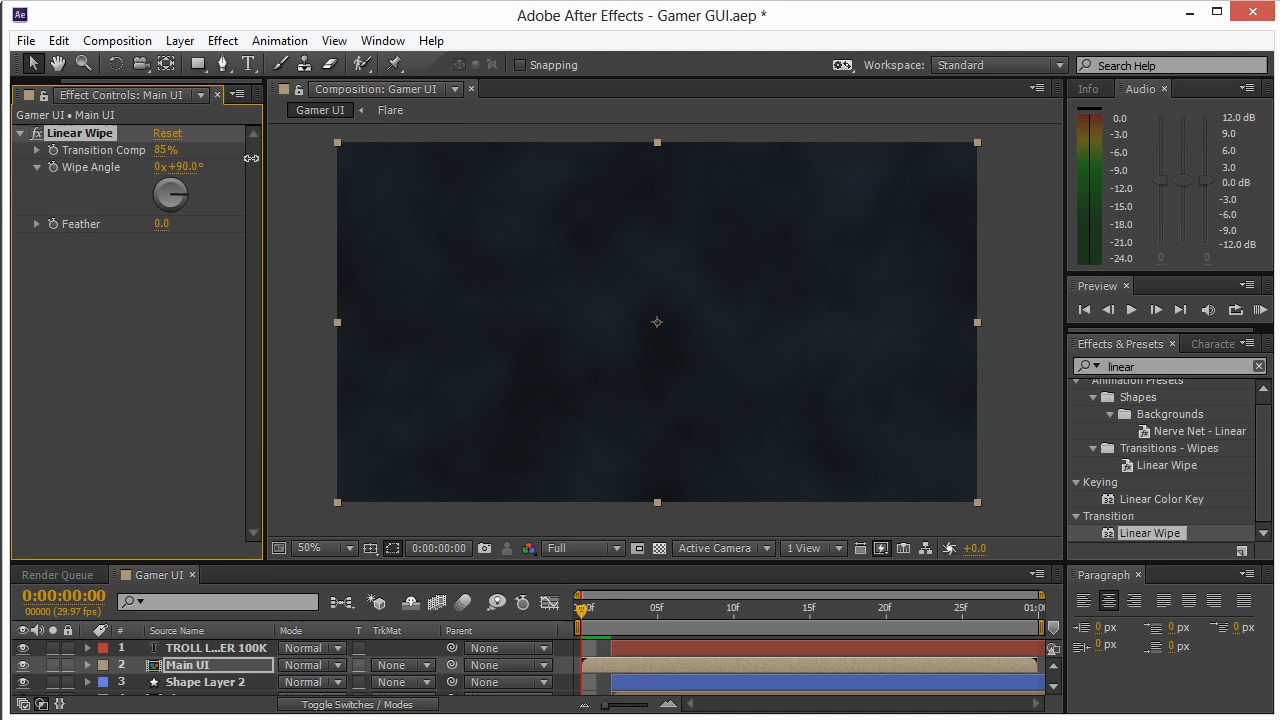 Ae
Adobe After Effects - Gamer GUI.aep *
File Edit Composition Layer Effect Animation View Window Help
Snapping
Workspace: Standard
Search Help
Effect Controls: Main UI
Gamer UI • Main UI
fx Linear Wipe Reset
Transition Comp 85%
Wipe Angle 0x+90.0°
Feather 0.0
Composition: Gamer UI
Gamer UI Flare
50% 0:00:00:00 Full Active Camera 1 View +0.0
Info Audio
0.0 12.0 dB
-3.0 9.0
-6.0 6.0
-9.0 3.0
-12.0 0.0 dB
-15.0 -3.0
-18.0 -6.0
-21.0 -9.0
-24.0 -12.0 dB
0 0
Preview
Effects & Presets Characte
linear
Animation Presets
Shapes
Backgrounds
Nerve Net - Linear
Transitions - Wipes
Linear Wipe
Keying
Linear Color Key
Transition
Linear Wipe
Paragraph
0 px 0 px 0 px
0 px 0 px
Render Queue Gamer UI
0:00:00:00
00000 (29.97 fps)
05f 10f 15f 20f 25f 01:00
# Source Name Mode T TrkMat Parent
1 T TROLL L...ER 100K Normal None
2 Main UI Normal None None
3 Shape Layer 2 Normal None None
Toggle Switches / Modes